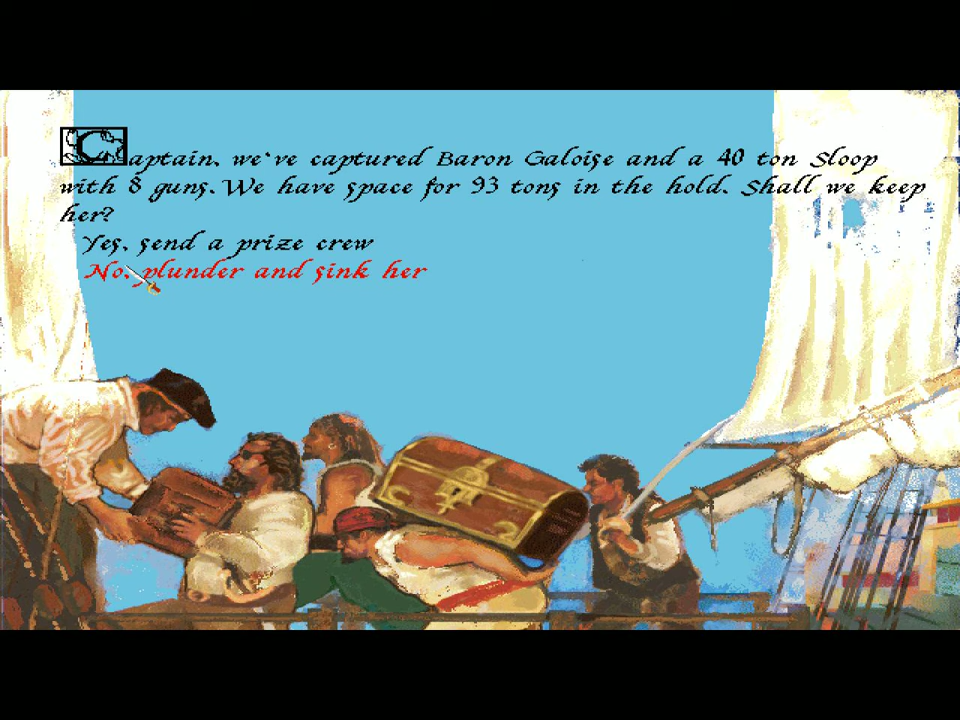 Captain, we've captured Baron Galoise and a 40 ton Sloop
with 8 guns. We have space for 93 tons in the hold. Shall we keep
her?
Yes, send a prize crew
No, plunder and sink her